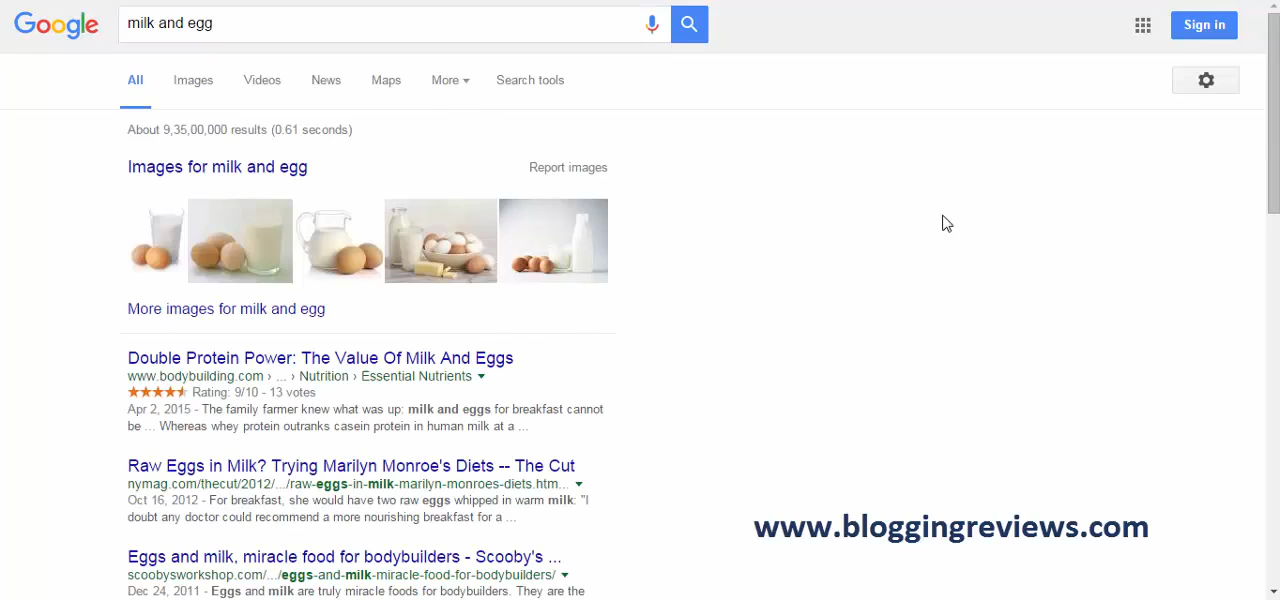 Google
milk and egg
Sign in
All Images Videos News Maps More Search tools
About 9,35,00,000 results (0.61 seconds)
Images for milk and egg
Report images
More images for milk and egg
Double Protein Power: The Value Of Milk And Eggs
www.bodybuilding.com › ... › Nutrition › Essential Nutrients
Rating: 9/10 - 13 votes
Apr 2, 2015 - The family farmer knew what was up: milk and eggs for breakfast cannot
be ... Whereas whey protein outranks casein protein in human milk at a ...
Raw Eggs in Milk? Trying Marilyn Monroe's Diets -- The Cut
nymag.com/thecut/2012/.../raw-eggs-in-milk-marilyn-monroes-diets.htm...
Oct 16, 2012 - For breakfast, she would have two raw eggs whipped in warm milk: "I
doubt any doctor could recommend a more nourishing breakfast for a ...
www.bloggingreviews.com
Eggs and milk, miracle food for bodybuilders - Scooby's ...
scoobysworkshop.com/.../eggs-and-milk-miracle-food-for-bodybuilders/
Dec 24, 2011 - Eggs and milk are truly miracle foods for bodybuilders. They are the